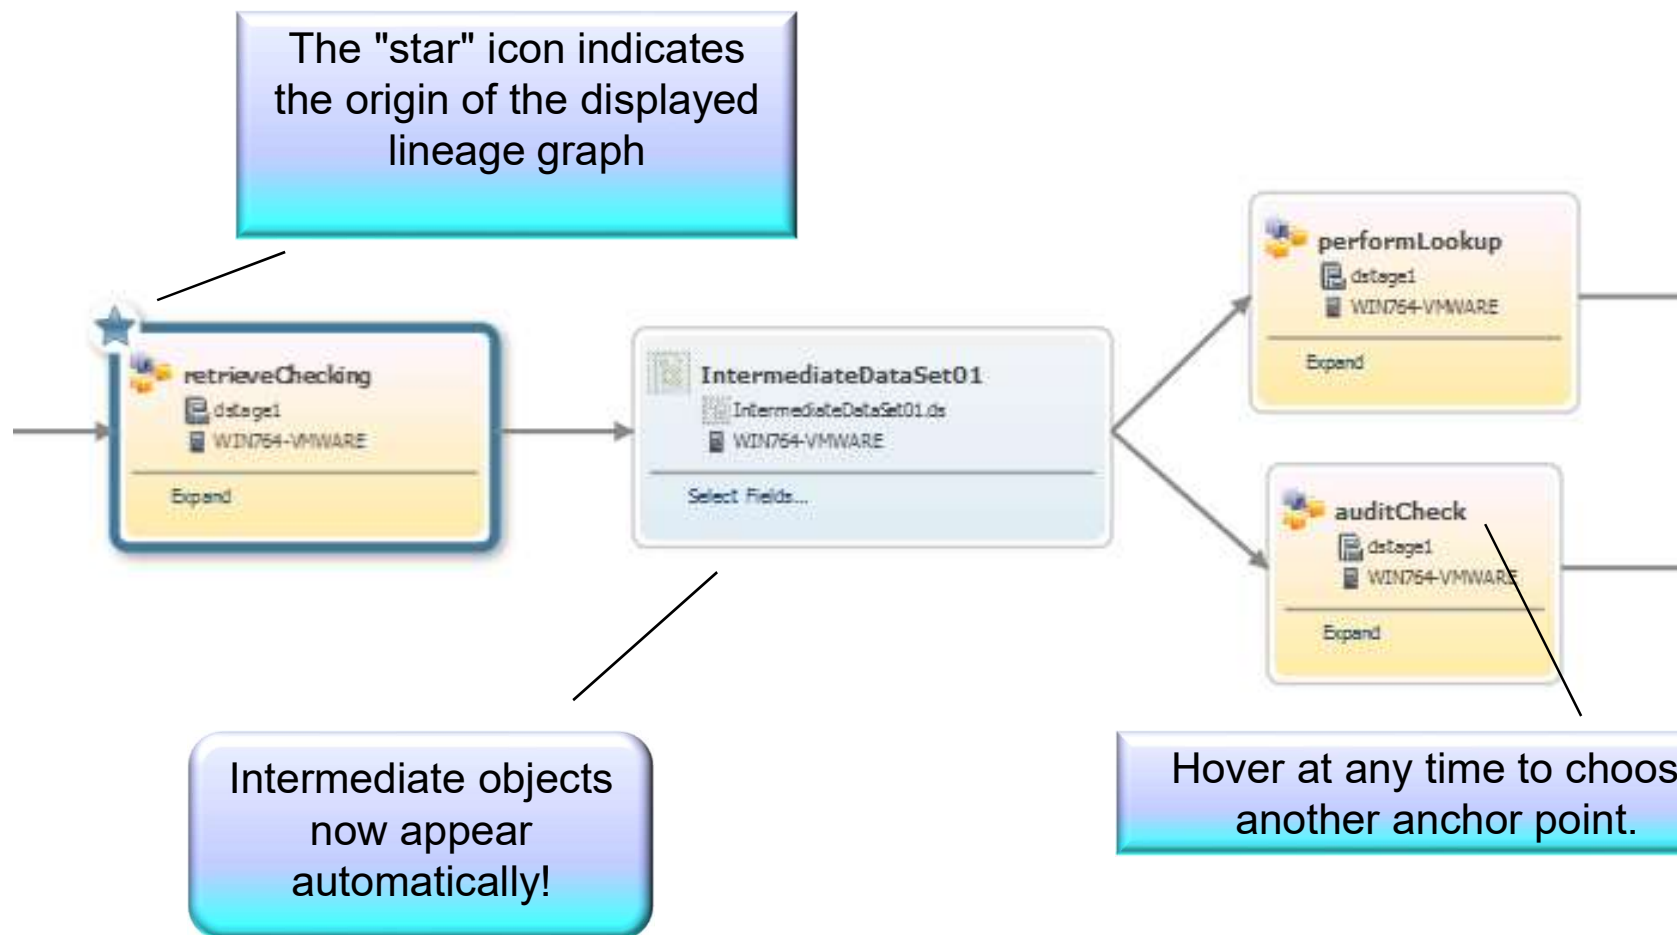 The "star" icon indicates
the origin of the displayed
lineage graph
performLookup
dstage1
WIN764-VMWARE
Expand
retrieveChecking
dstage1
WIN764-VMWARE
Expand
IntermediateDataSet01
IntermediateDataSet01.ds
WIN764-VMWARE
Select Fields...
auditCheck
dstage1
WIN764-VMWARE
Expand
Intermediate objects
now appear
automatically!
Hover at any time to choos
another anchor point.